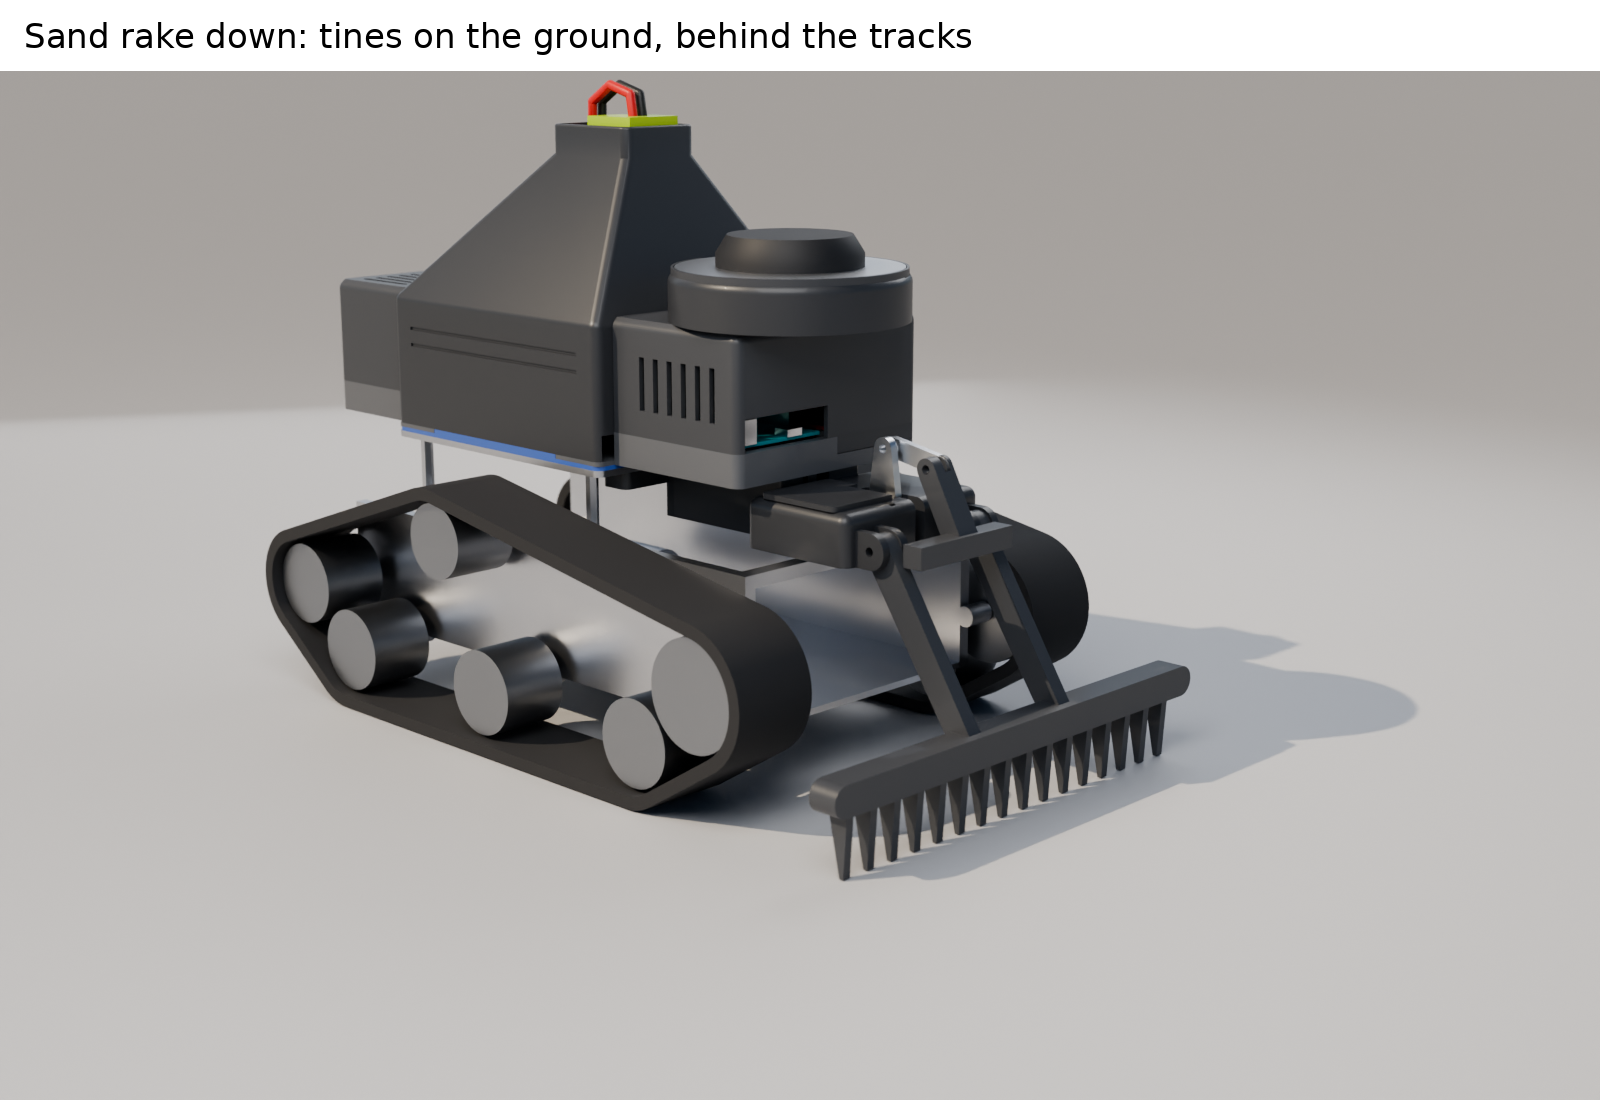 Sand rake down: tines on the ground, behind the tracks